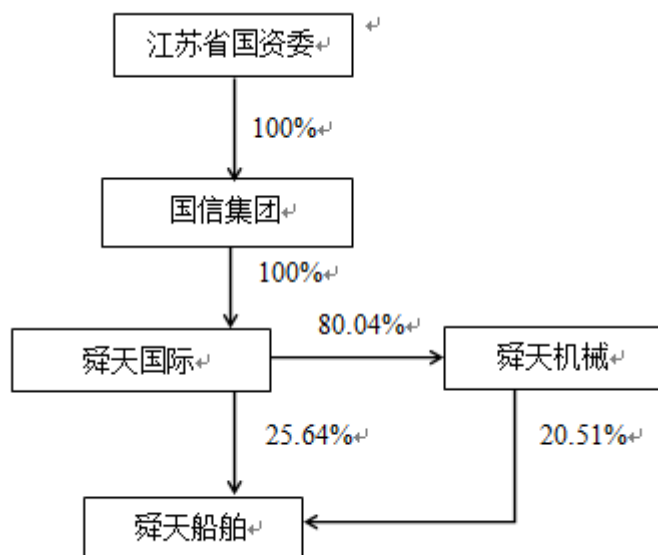 江苏省国资委
100%
国信集团
100%
80.04%
舜天国际
舜天机械
25.64%
20.51%
舜天船舶